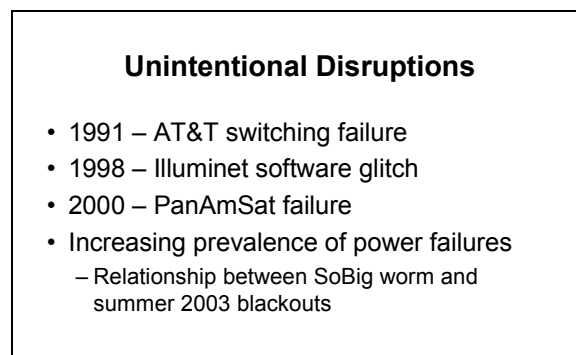 Unintentional Disruptions
• 1991 – AT&T switching failure
• 1998 – Illuminet software glitch
• 2000 – PanAmSat failure
• Increasing prevalence of power failures
– Relationship between SoBig worm and
summer 2003 blackouts